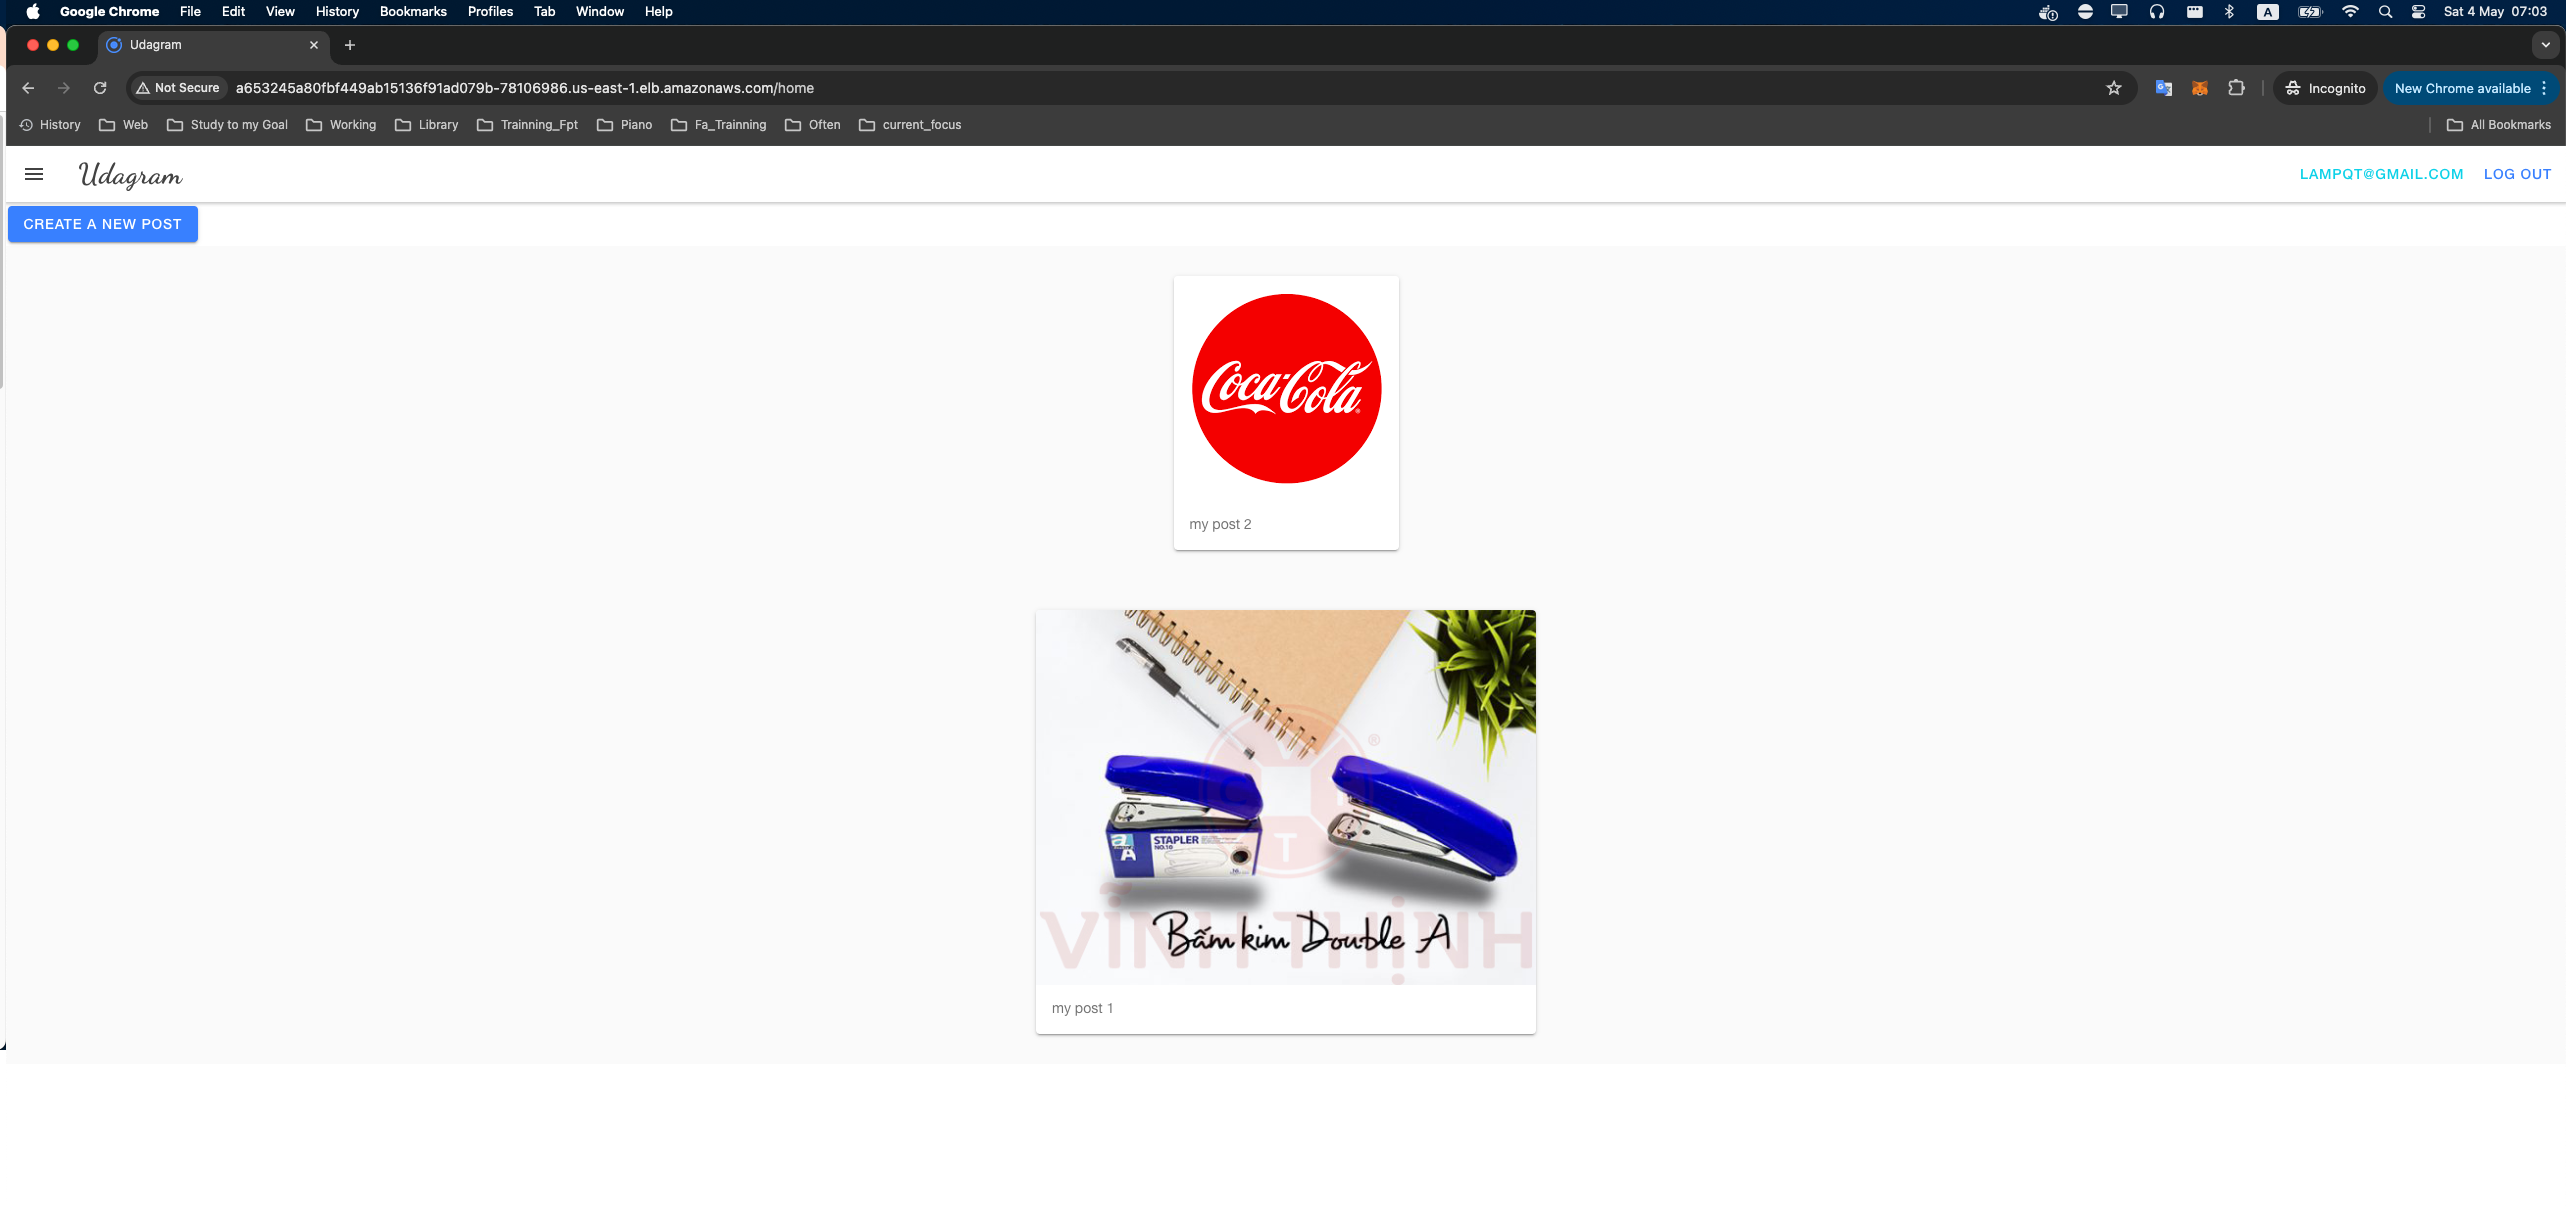 Google Chrome File Edit View History Bookmarks Profiles Tab Window Help A Sat 4 May 07:03
Udagram
Not Secure a653245a80fbf449ab15136f91ad079b-78106986.us-east-1.elb.amazonaws.com/home Incognito New Chrome available
History Web Study to my Goal Working Library Trainning_Fpt Piano Fa_Trainning Often current_focus All Bookmarks
Udagram LAMPQT@GMAIL.COM LOG OUT
CREATE A NEW POST
Coca-Cola
my post 2
V
®
T
A
STAPLER
NO.10
VĨNH THỊNH
Bấm kim Double A
my post 1